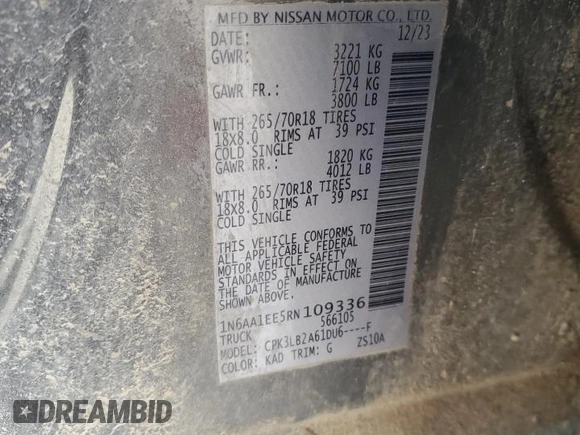 MFD BY NISSAN MOTOR CO., LTD.
DATE: 12/23
GVWR: 3221 KG
7100 LB
GAWR FR.: 1724 KG
3800 LB
WITH 265/70R18 TIRES
18X8.0 RIMS AT 39 PSI
COLD SINGLE
GAWR RR.: 1820 KG
4012 LB
WITH 265/70R18 TIRES
18X8.0 RIMS AT 39 PSI
COLD SINGLE
THIS VEHICLE CONFORMS TO
ALL APPLICABLE FEDERAL
MOTOR VEHICLE SAFETY
STANDARDS IN EFFECT ON
THE DATE OF MANUFACTURE
SHOWN ABOVE.
1N6AA1EE5RN109336
TRUCK 566105
MODEL: CPK3LB2A61DU6----F
COLOR: KAD TRIM: G ZS10A
DREAMBID